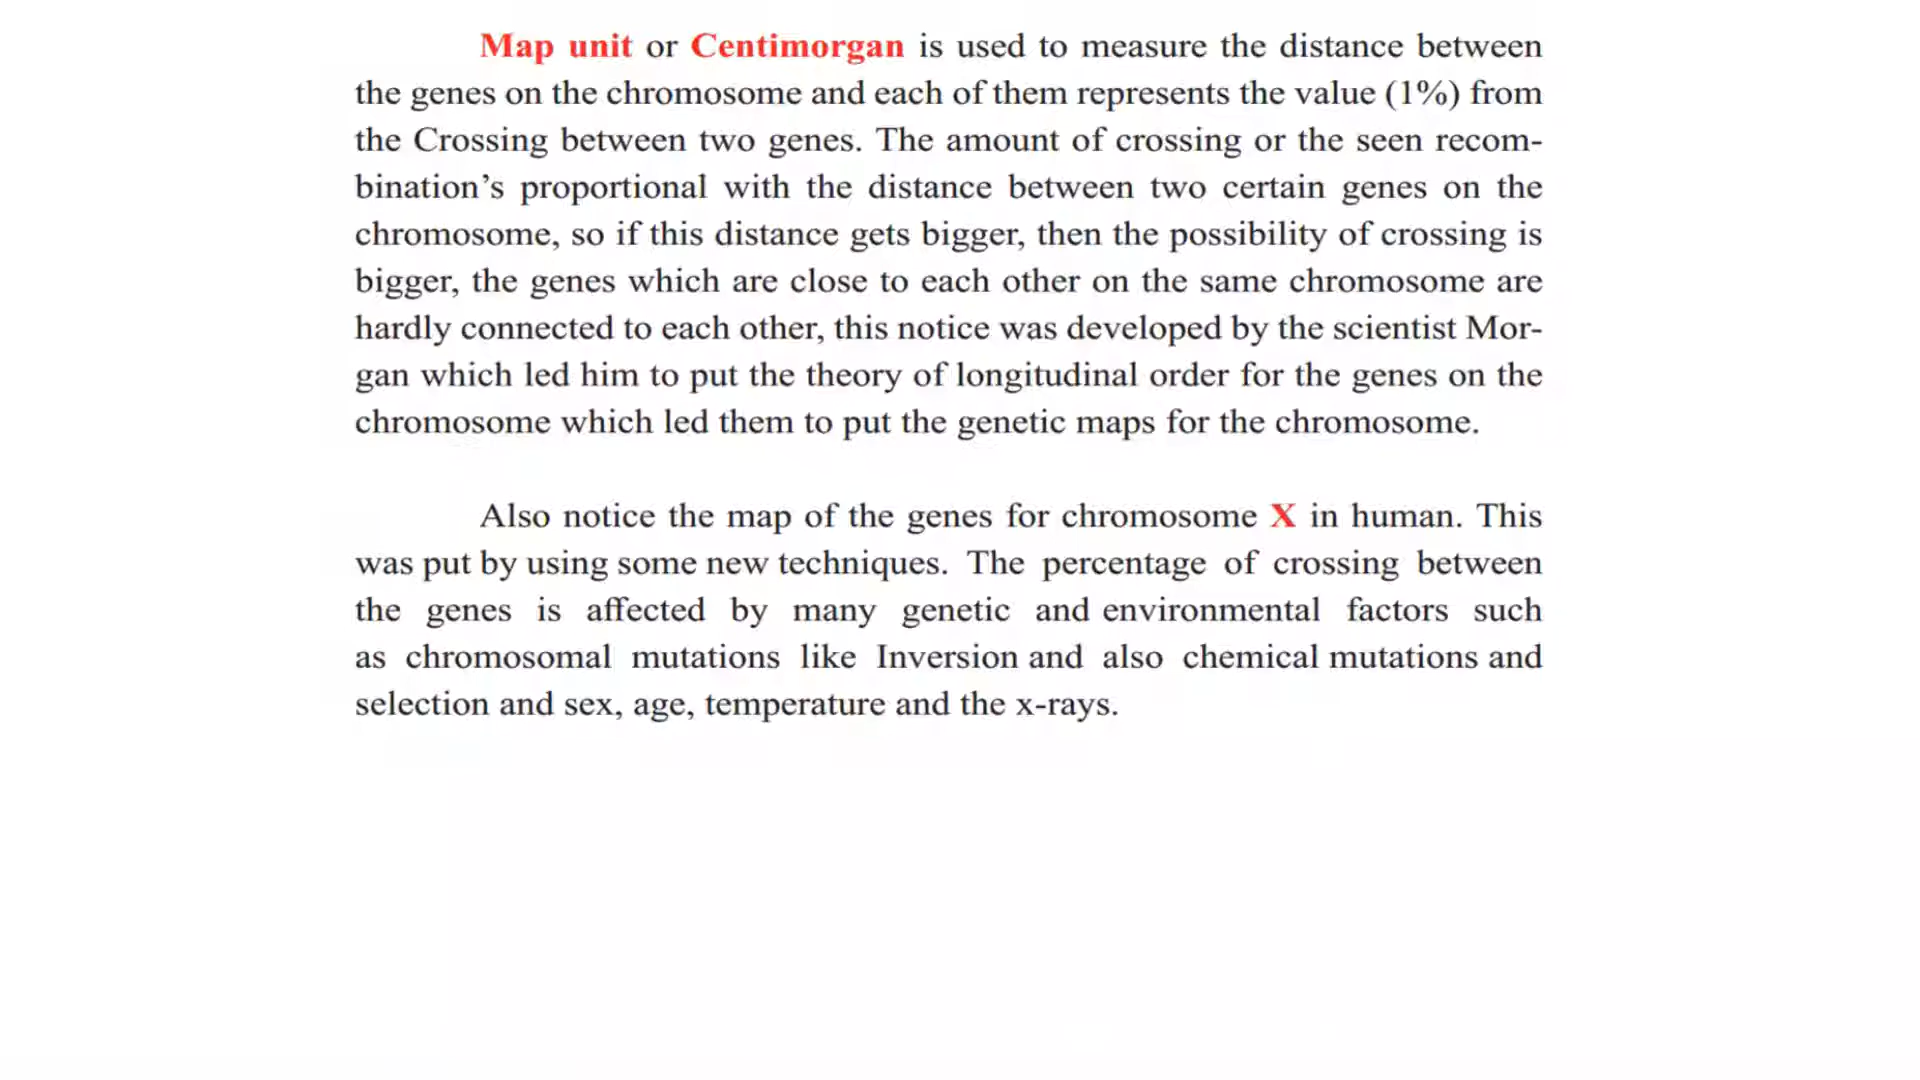 Map unit or Centimorgan is used to measure the distance between
the genes on the chromosome and each of them represents the value (1%) from
the Crossing between two genes. The amount of crossing or the seen recom-
bination’s proportional with the distance between two certain genes on the
chromosome, so if this distance gets bigger, then the possibility of crossing is
bigger, the genes which are close to each other on the same chromosome are
hardly connected to each other, this notice was developed by the scientist Mor-
gan which led him to put the theory of longitudinal order for the genes on the
chromosome which led them to put the genetic maps for the chromosome.
Also notice the map of the genes for chromosome X in human. This
was put by using some new techniques. The percentage of crossing between
the genes is affected by many genetic and environmental factors such
as chromosomal mutations like Inversion and also chemical mutations and
selection and sex, age, temperature and the x-rays.